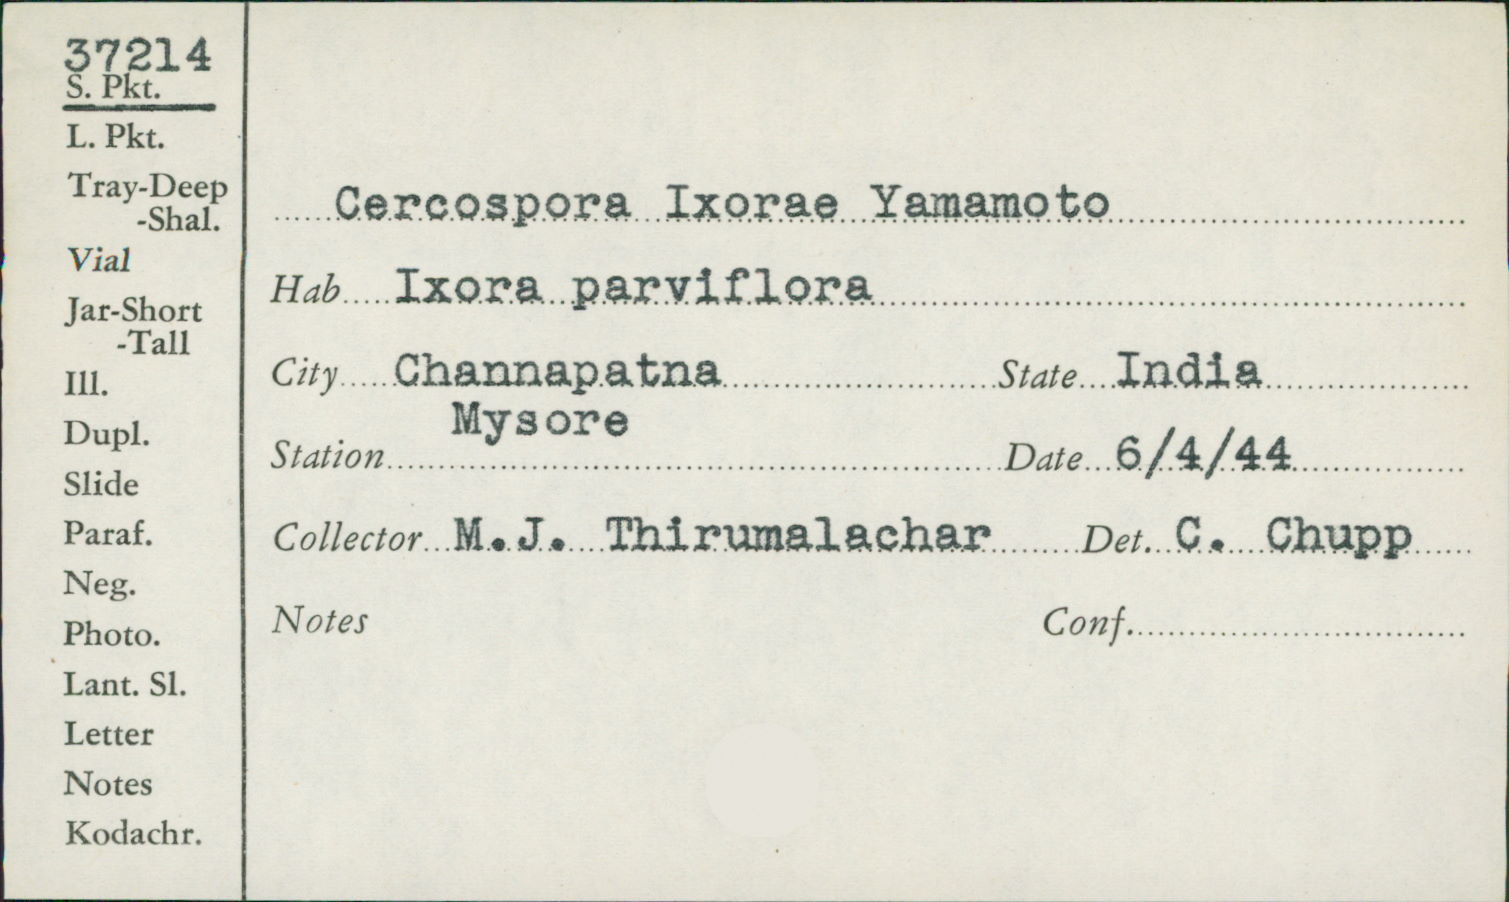 37214
S. Pkt.
L. Pkt.
Tray-Deep
-Shal.
Vial
Jar-Short
-Tall
Ill.
Dupl.
Slide
Paraf.
Neg.
Photo.
Lant. Sl.
Letter
Notes
Kodachr.
Cercospora Ixorae Yamamoto
Hab Ixora parviflora
City Channapatna State India
Mysore
Station Date 6/4/44
Collector M.J. Thirumalachar Det. C. Chupp
Notes Conf.